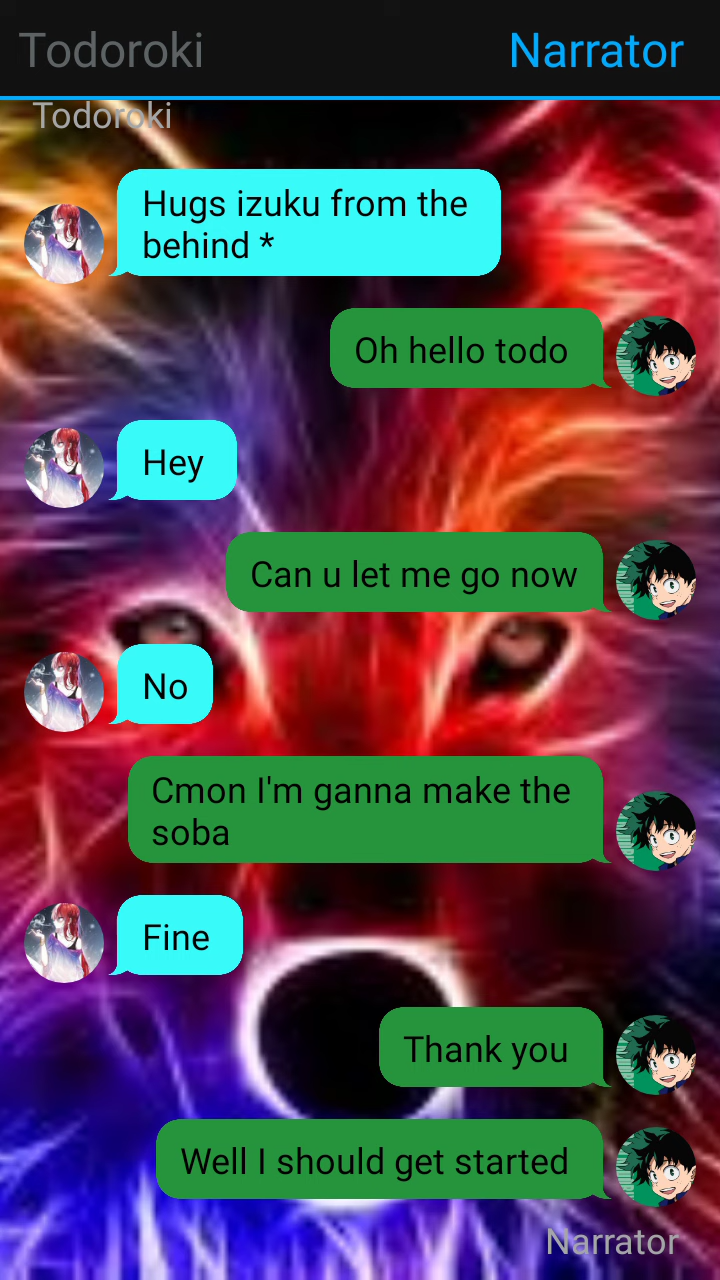 Todoroki Narrator
Todoroki
Hugs izuku from the
behind *
Oh hello todo
Hey
Can u let me go now
No
Cmon I'm ganna make the
soba
Fine
Thank you
Well I should get started
Narrator